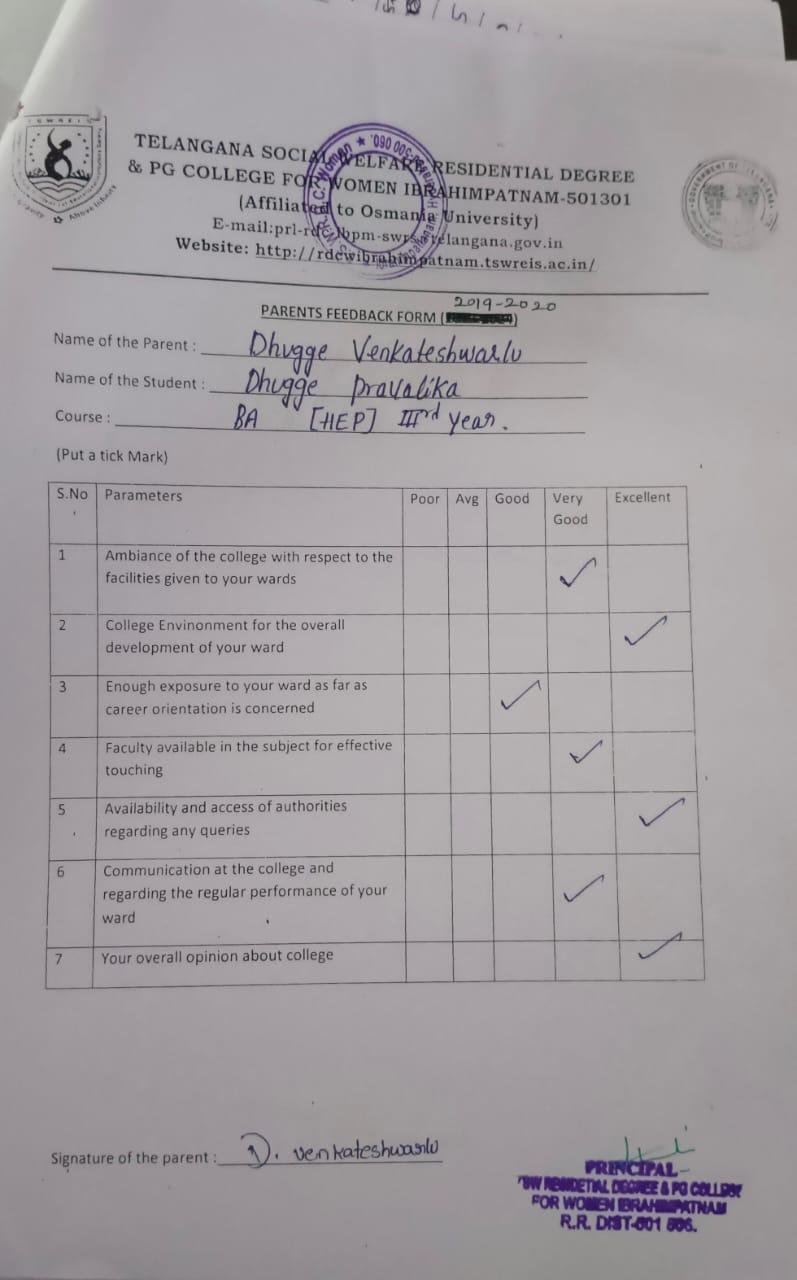 TELANGANA SOCIAL WELFARE RESIDENTIAL DEGREE
& PG COLLEGE FOR WOMEN IBRAHIMPATNAM-501301
(Affiliated to Osmania University)
Website: http://rdcwibrahimpatnam.tswreis.ac.in/
2019-2020
PARENTS FEEDBACK FORM (
Name of the Parent : Dhugge Venkateshwarlu
Name of the Student : Dhugge Pravalika
Course : BA [HEP] IIIrd year.
(Put a tick Mark)
S.No Parameters Poor Avg Good Very Good Excellent
1 Ambiance of the college with respect to the
facilities given to your wards ✓
2 College Envinonment for the overall
development of your ward ✓
3 Enough exposure to your ward as far as
career orientation is concerned ✓
4 Faculty available in the subject for effective
touching ✓
5 Availability and access of authorities
regarding any queries ✓
6 Communication at the college and
regarding the regular performance of your
ward ✓
7 Your overall opinion about college ✓
Signature of the parent : D. Venkateshwarlu
PRINCIPAL
RESIDETIAL DEGREE & PG COLLEGE
FOR WOMEN IBRAHIMPATNAM
R.R. DIST-501 506.